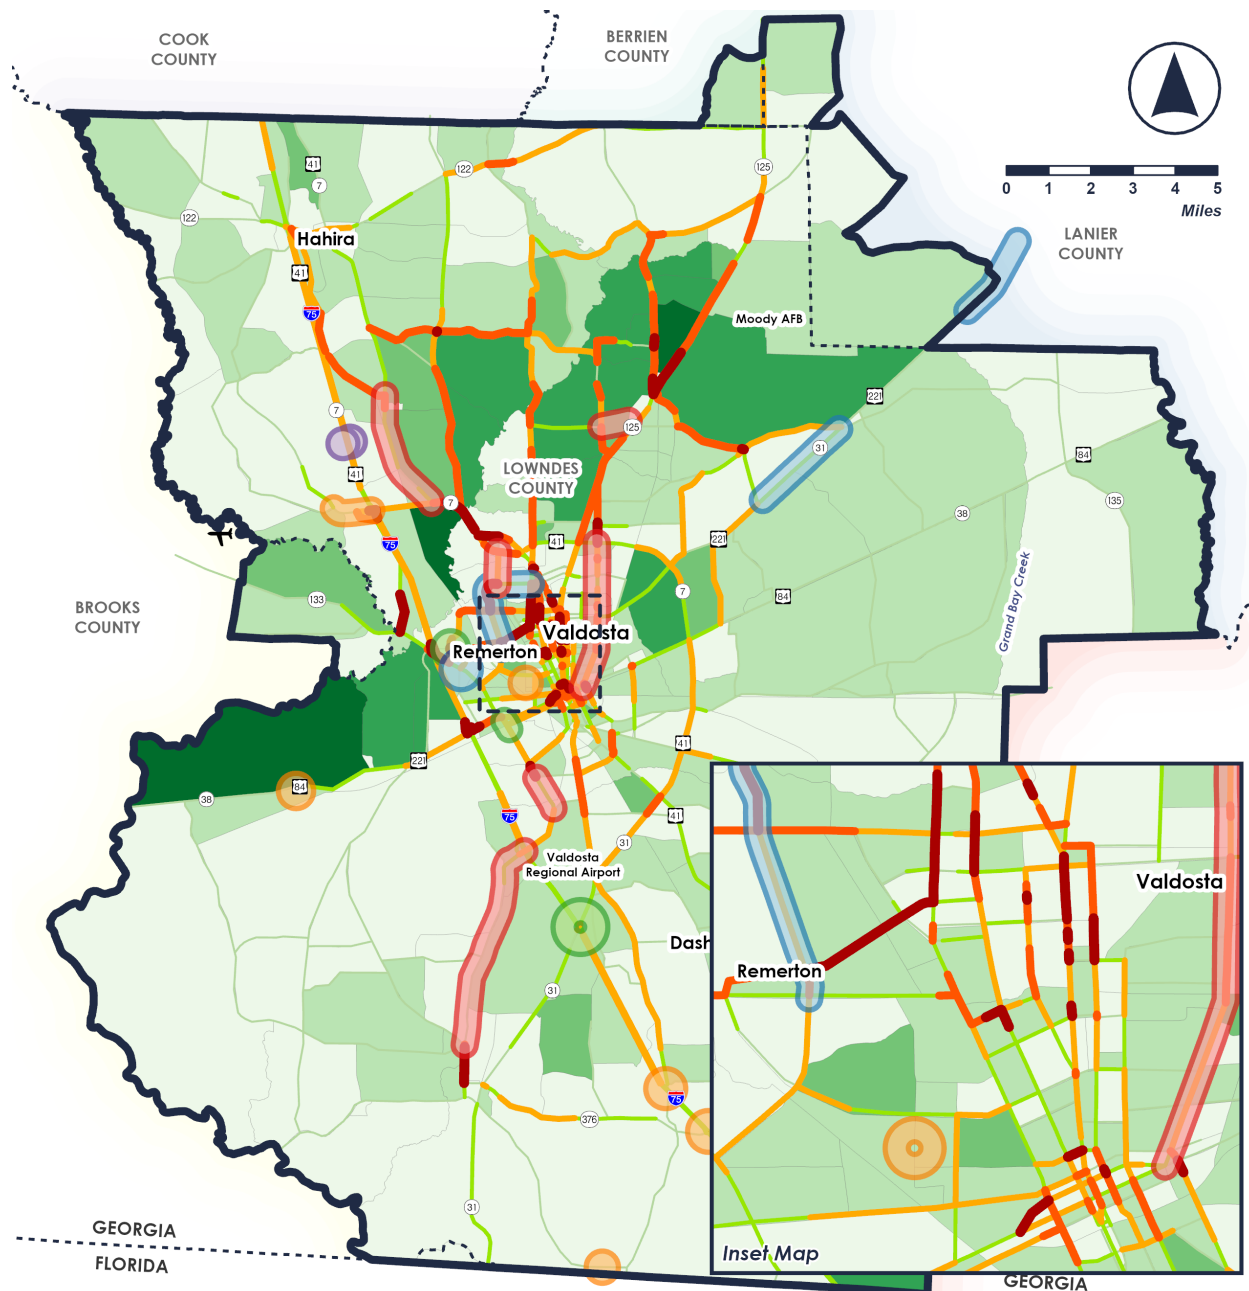 COOK
COUNTY
BERRIEN
COUNTY
0 1 2 3 4 5
Miles
LANIER
COUNTY
41
7
122
125
122
Hahira
41
75
Moody AFB
7
221
125
31
84
41
LOWNDES
COUNTY
7
135
38
75
41
221
Grand Bay Creek
133
7
84
BROOKS
COUNTY
Valdosta
Remerton
41
221
84
38
75
41
31
Valdosta
Regional Airport
Dash
31
75
376
31
GEORGIA
FLORIDA
Valdosta
Remerton
Inset Map
GEORGIA